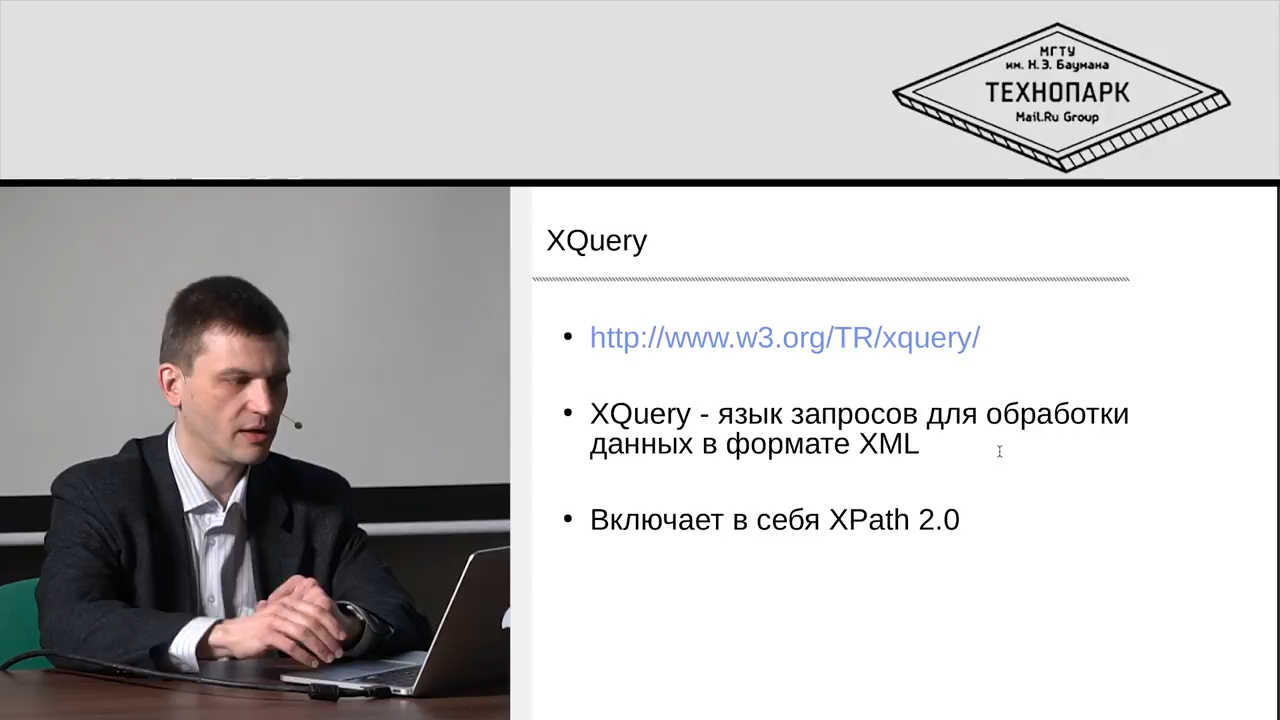 МГТУ
им. Н.Э. Баумана
ТЕХНОПАРК
Mail.Ru Group
XQuery
• http://www.w3.org/TR/xquery/
• XQuery - язык запросов для обработки
данных в формате XML
• Включает в себя XPath 2.0